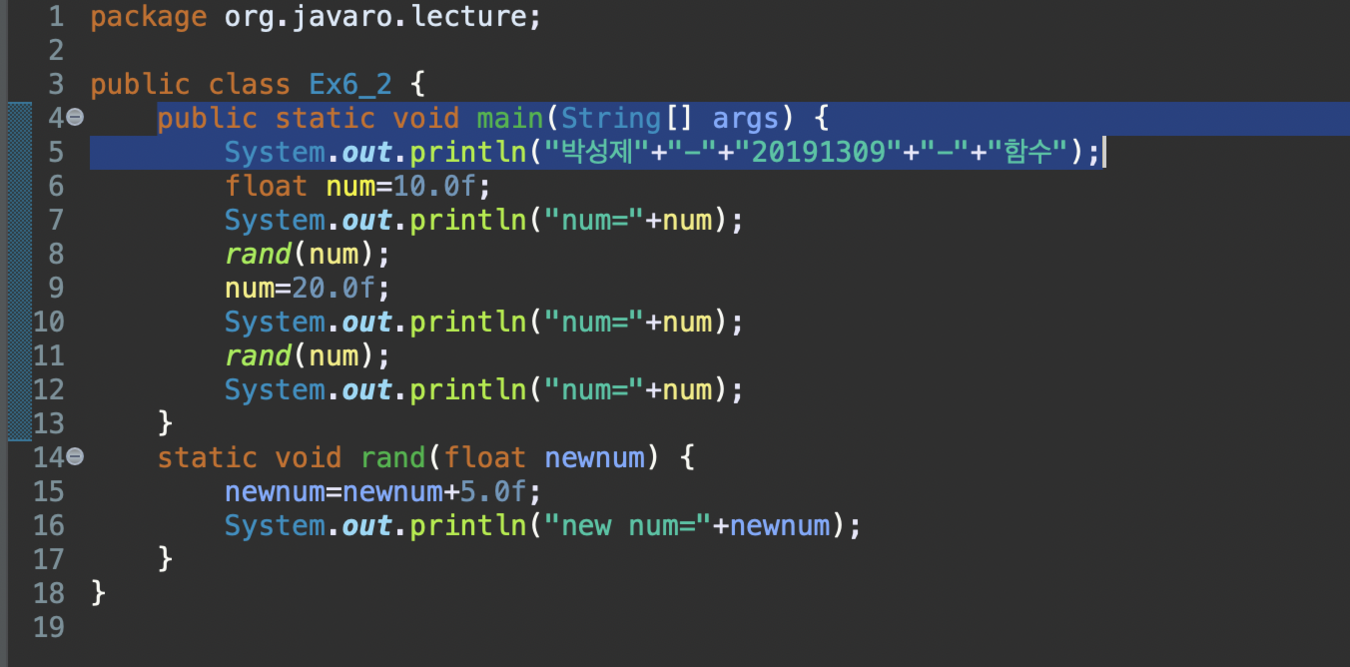 1 package org.javaro.lecture;
2
3 public class Ex6_2 {
4 public static void main(String[] args) {
5 System.out.println("박성제"+"-"+"20191309"+"-"+"함수");
6 float num=10.0f;
7 System.out.println("num="+num);
8 rand(num);
9 num=20.0f;
10 System.out.println("num="+num);
11 rand(num);
12 System.out.println("num="+num);
13 }
14 static void rand(float newnum) {
15 newnum=newnum+5.0f;
16 System.out.println("new num="+newnum);
17 }
18 }
19